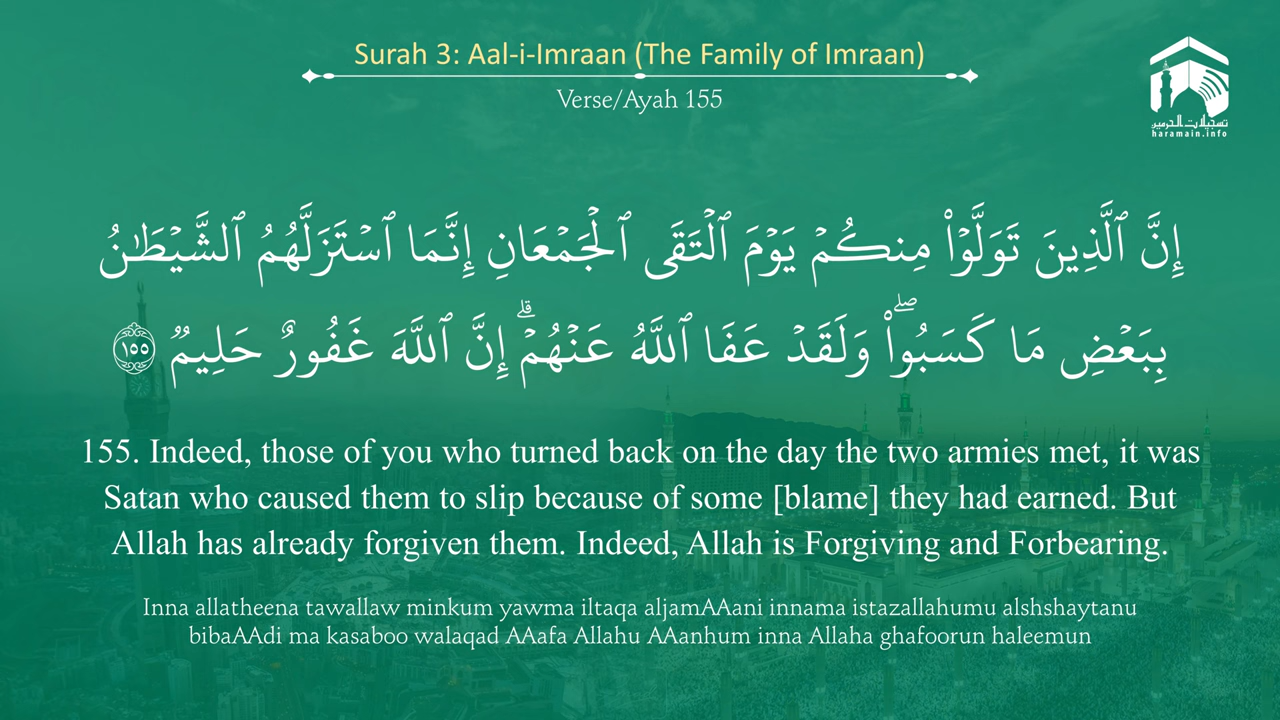 Surah 3: Aal-i-Imraan (The Family of Imraan)
Verse/Ayah 155
تسجيلات الحرمين
haramain.info
إِنَّ ٱلَّذِينَ تَوَلَّوْا۟ مِنكُمْ يَوْمَ ٱلْتَقَى ٱلْجَمْعَانِ إِنَّمَا ٱسْتَزَلَّهُمُ ٱلشَّيْطَـٰنُ
بِبَعْضِ مَا كَسَبُوا۟ ۖ وَلَقَدْ عَفَا ٱللَّهُ عَنْهُمْ ۗ إِنَّ ٱللَّهَ غَفُورٌ حَلِيمٌ ١٥٥
155. Indeed, those of you who turned back on the day the two armies met, it was
Satan who caused them to slip because of some [blame] they had earned. But
Allah has already forgiven them. Indeed, Allah is Forgiving and Forbearing.
Inna allatheena tawallaw minkum yawma iltaqa aljamAAani innama istazallahumu alshshaytanu
bibaAAdi ma kasaboo walaqad AAafa Allahu AAanhum inna Allaha ghafoorun haleemun